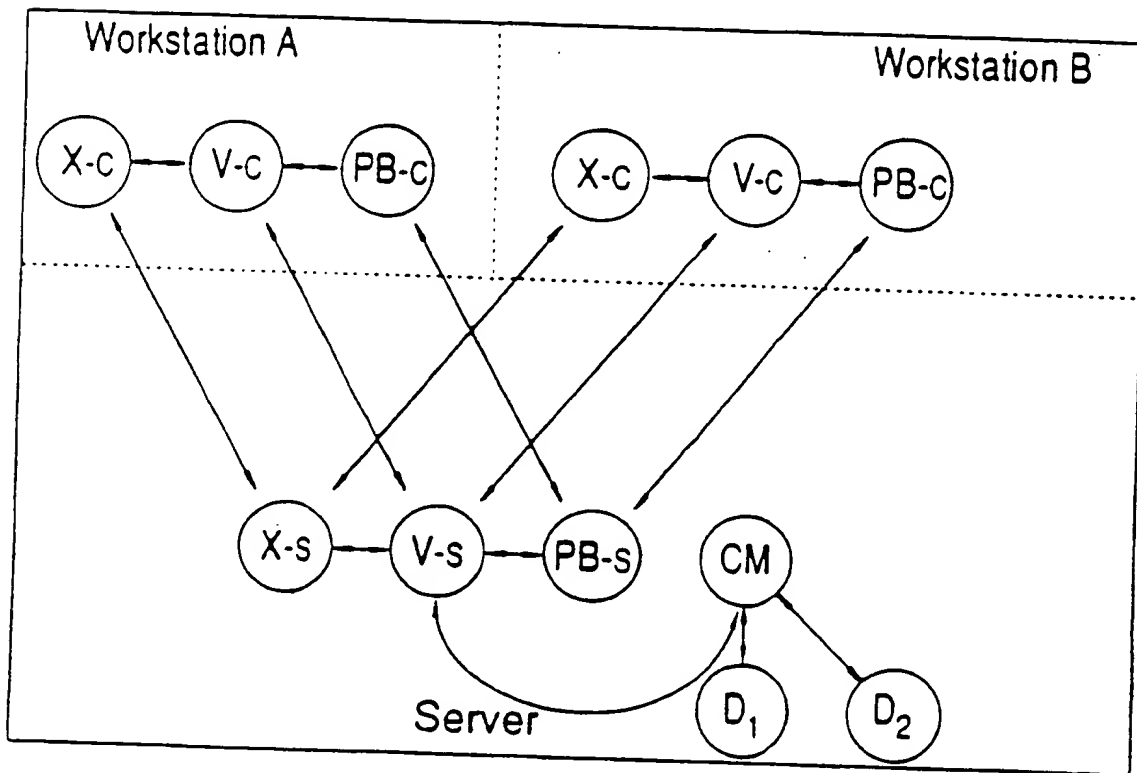 Workstation A
Workstation B
X-c
V-c
PB-c
X-c
V-c
PB-c
X-s
V-s
PB-s
CM
Server
D₁
D₂